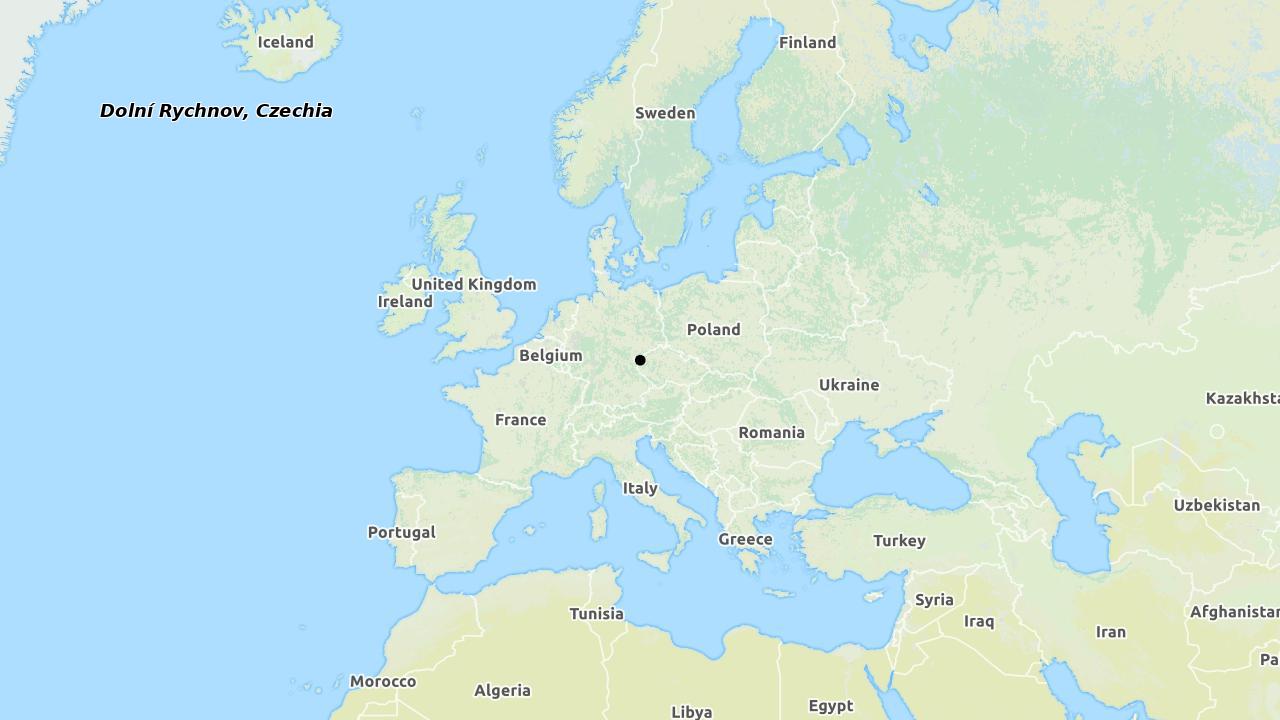 Iceland
Finland
Dolní Rychnov, Czechia
Sweden
United Kingdom
Ireland
Poland
Belgium
Ukraine
Kazakhsta
France
Romania
Italy
Uzbekistan
Portugal
Greece
Turkey
Syria
Afghanistan
Tunisia
Iraq
Iran
Pa
Morocco
Algeria
Egypt
Libya